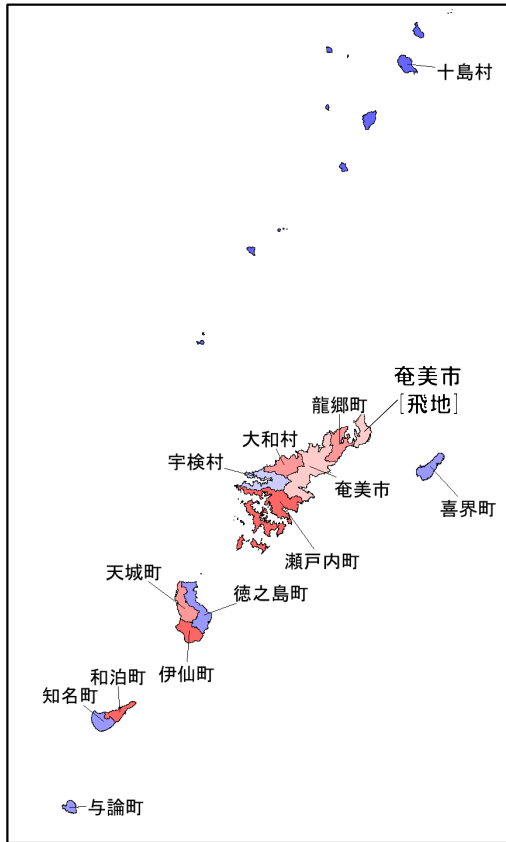 十島村
奄美市
[飛地]
龍郷町
大和村
宇検村
奄美市
喜界町
瀬戸内町
天城町
徳之島町
伊仙町
和泊町
知名町
与論町